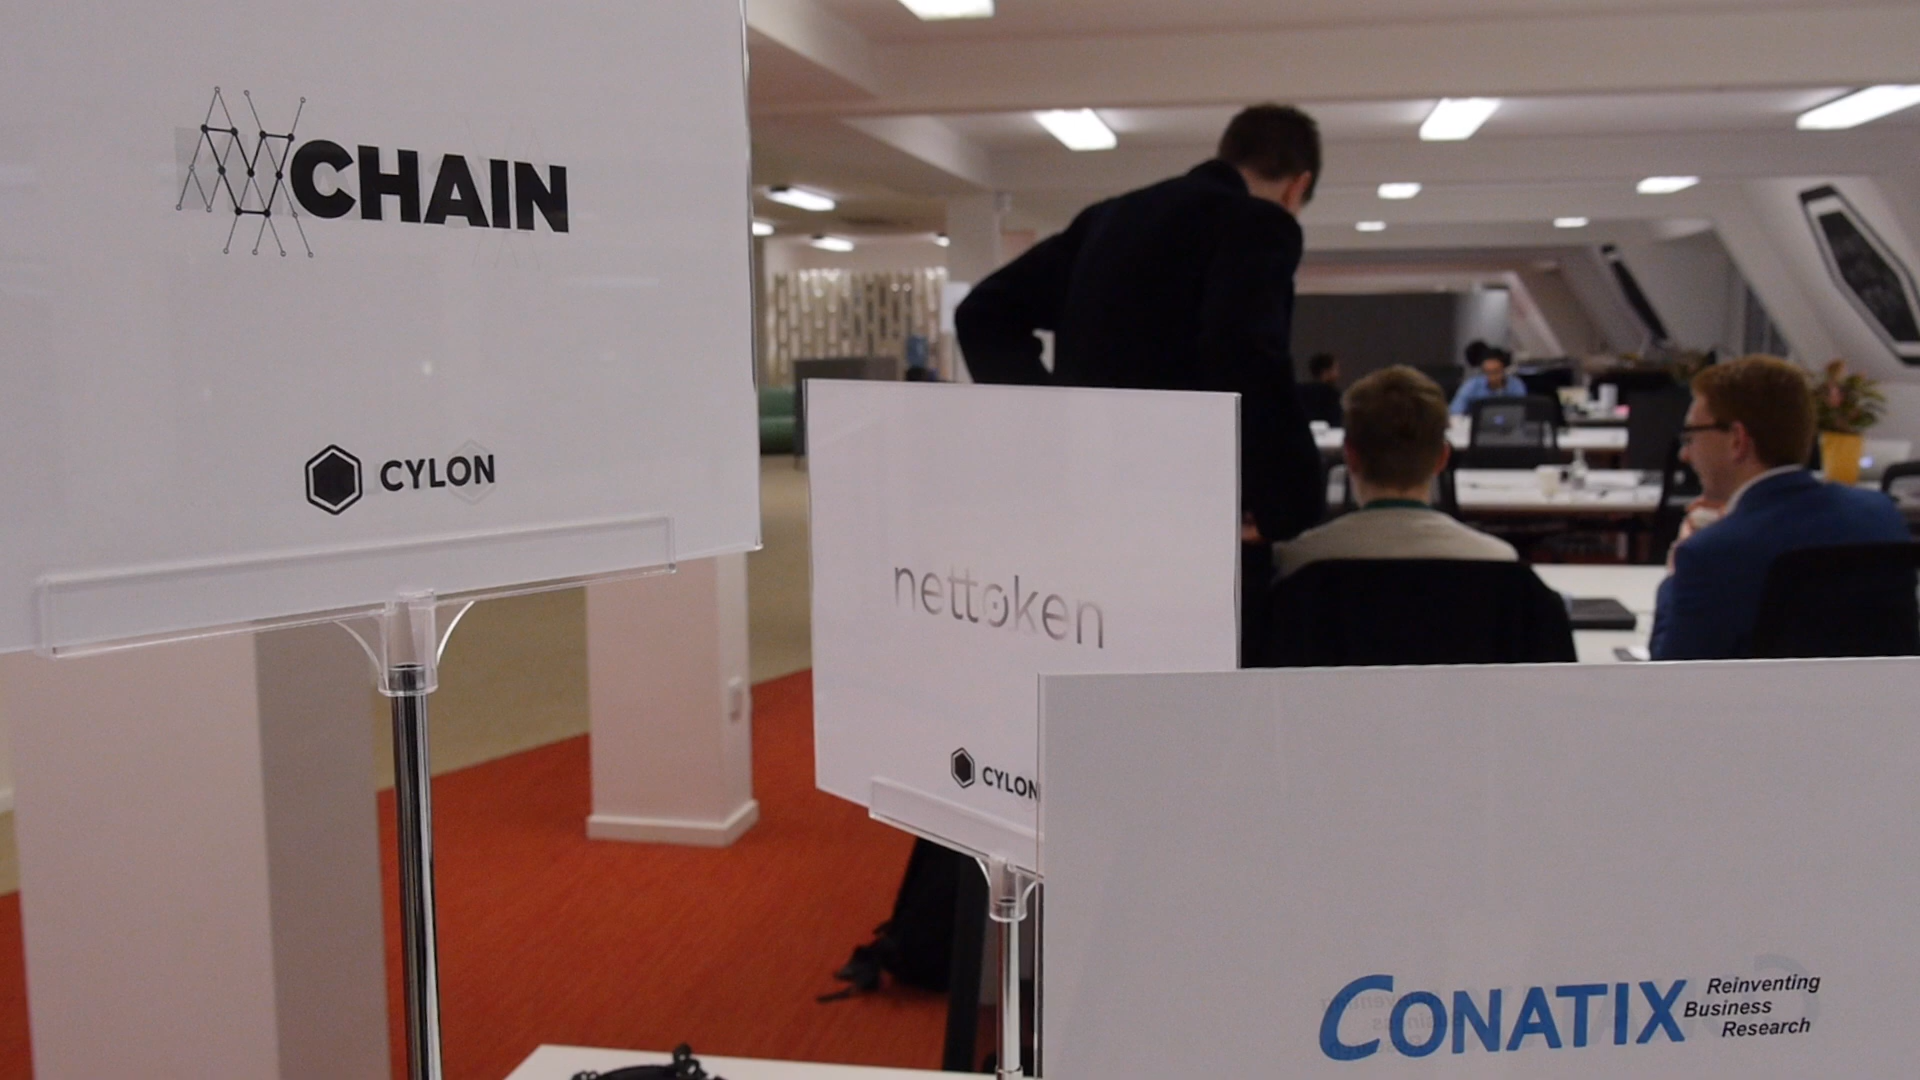 CHAIN
CYLON
nettoken
CYLON
CONATIX
Reinventing
Business
Research